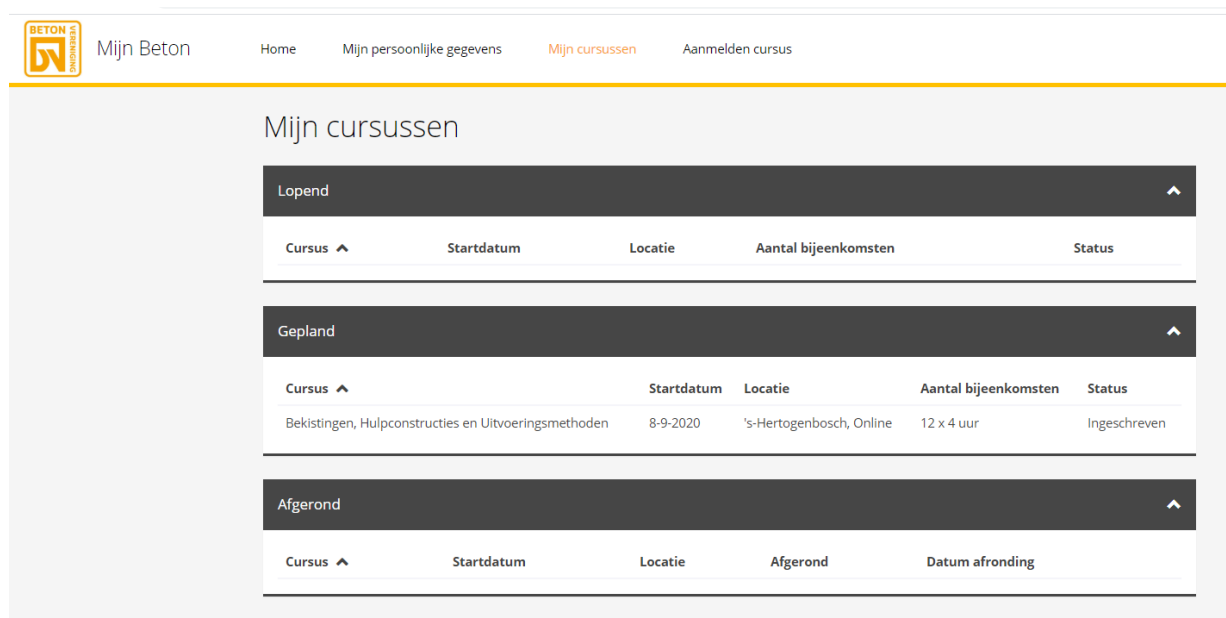 BETON VERENIGING
Mijn Beton Home Mijn persoonlijke gegevens Mijn cursussen Aanmelden cursus
Mijn cursussen
Lopend
Cursus Startdatum Locatie Aantal bijeenkomsten Status
Gepland
Cursus Startdatum Locatie Aantal bijeenkomsten Status
Bekistingen, Hulpconstructies en Uitvoeringsmethoden 8-9-2020 's-Hertogenbosch, Online 12 x 4 uur Ingeschreven
Afgerond
Cursus Startdatum Locatie Afgerond Datum afronding